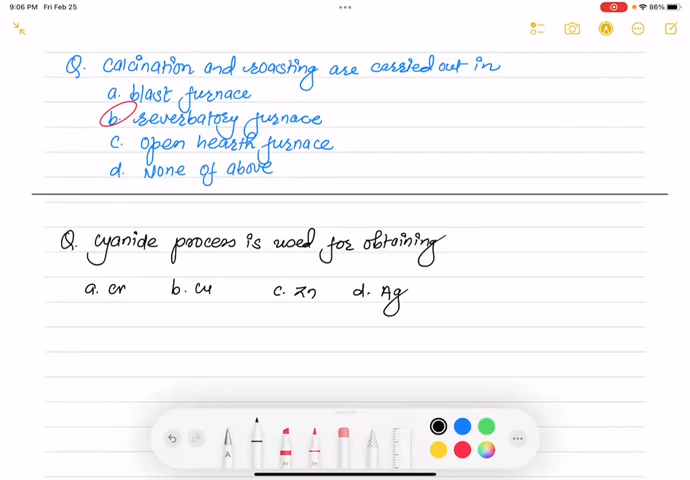 9:06 PM Fri Feb 25
86%
Q. Calcination and roasting are carried out in
a. blast furnace
b. reverbatory furnace
c. open hearth furnace
d. None of above
Q. cyanide process is used for obtaining
a. cr b. cu c. Zn d. Ag
A